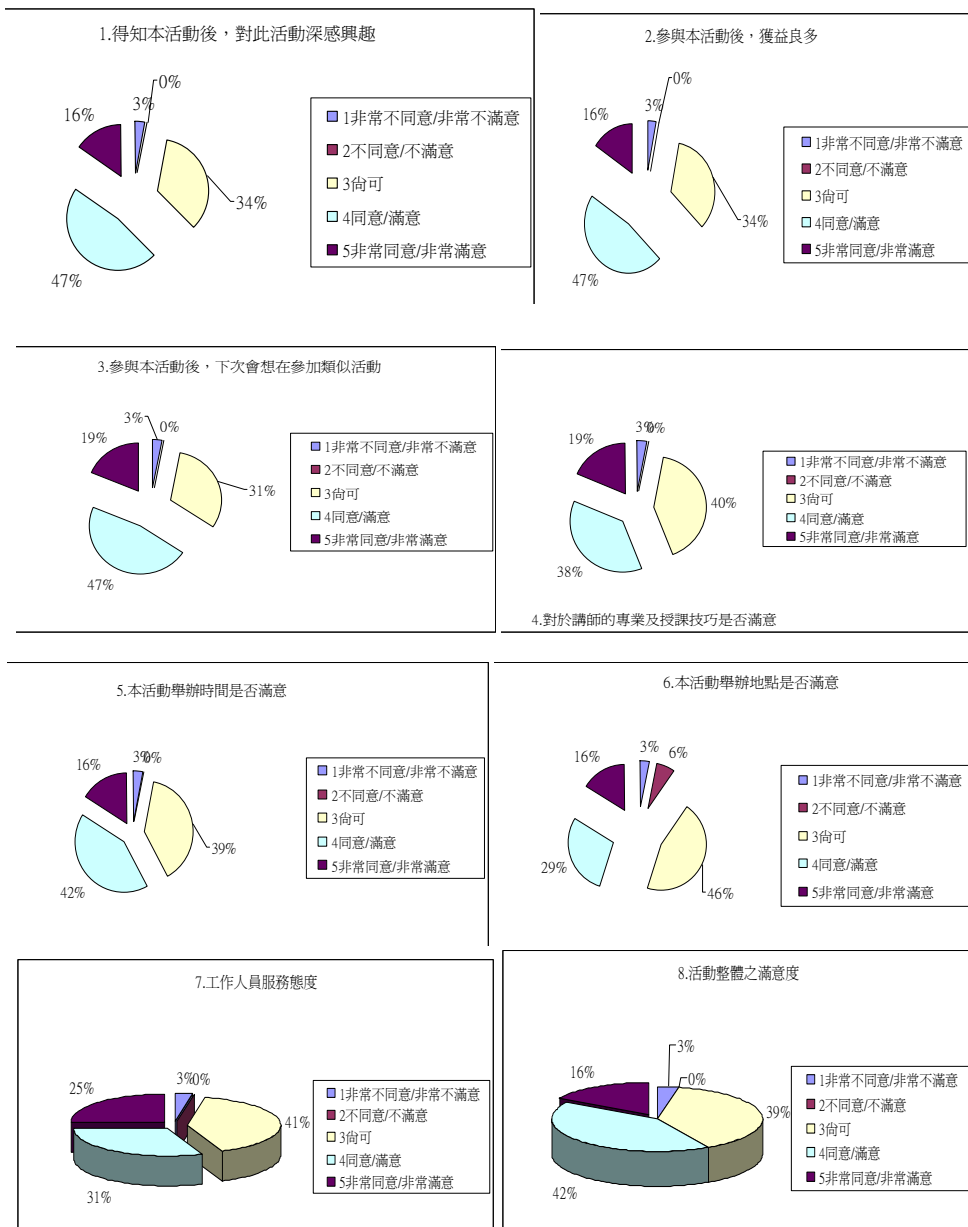 1.得知本活動後，對此活動深感興趣
0%
3%
16%
34%
47%
1非常不同意/非常不滿意
2不同意/不滿意
3尚可
4同意/滿意
5非常同意/非常滿意
2.參與本活動後，獲益良多
0%
3%
16%
34%
47%
1非常不同意/非常不滿意
2不同意/不滿意
3尚可
4同意/滿意
5非常同意/非常滿意
3.參與本活動後，下次會想在參加類似活動
3%
0%
19%
31%
47%
1非常不同意/非常不滿意
2不同意/不滿意
3尚可
4同意/滿意
5非常同意/非常滿意
3%
0%
19%
40%
38%
1非常不同意/非常不滿意
2不同意/不滿意
3尚可
4同意/滿意
5非常同意/非常滿意
4.對於講師的專業及授課技巧是否滿意
5.本活動舉辦時間是否滿意
3%
0%
16%
39%
42%
1非常不同意/非常不滿意
2不同意/不滿意
3尚可
4同意/滿意
5非常同意/非常滿意
6.本活動舉辦地點是否滿意
3%
6%
16%
29%
46%
1非常不同意/非常不滿意
2不同意/不滿意
3尚可
4同意/滿意
5非常同意/非常滿意
7.工作人員服務態度
3%
0%
25%
41%
31%
1非常不同意/非常不滿意
2不同意/不滿意
3尚可
4同意/滿意
5非常同意/非常滿意
8.活動整體之滿意度
3%
0%
16%
39%
42%
1非常不同意/非常不滿意
2不同意/不滿意
3尚可
4同意/滿意
5非常同意/非常滿意